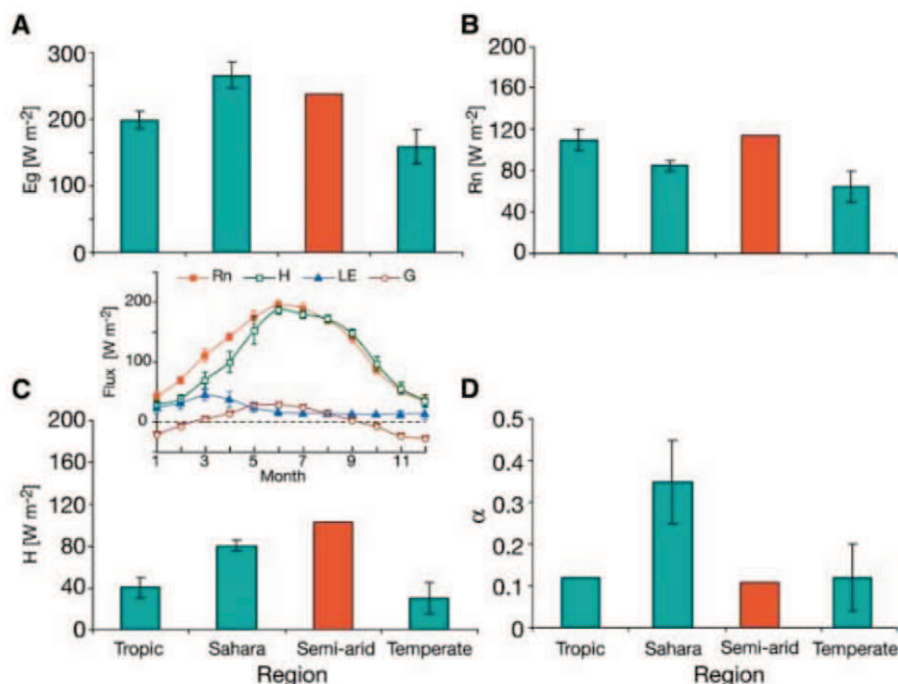 A
300
200
100
0
Eg [W m-2]
B
200
160
120
80
40
0
Rn [W m-2]
Rn H LE G
200
100
0
Flux [W m-2]
1 3 5 7 9 11
Month
C
200
160
120
80
40
0
H [W m-2]
Tropic Sahara Semi-arid Temperate
Region
D
0.5
0.4
0.3
0.2
0.1
0
α
Tropic Sahara Semi-arid Temperate
Region